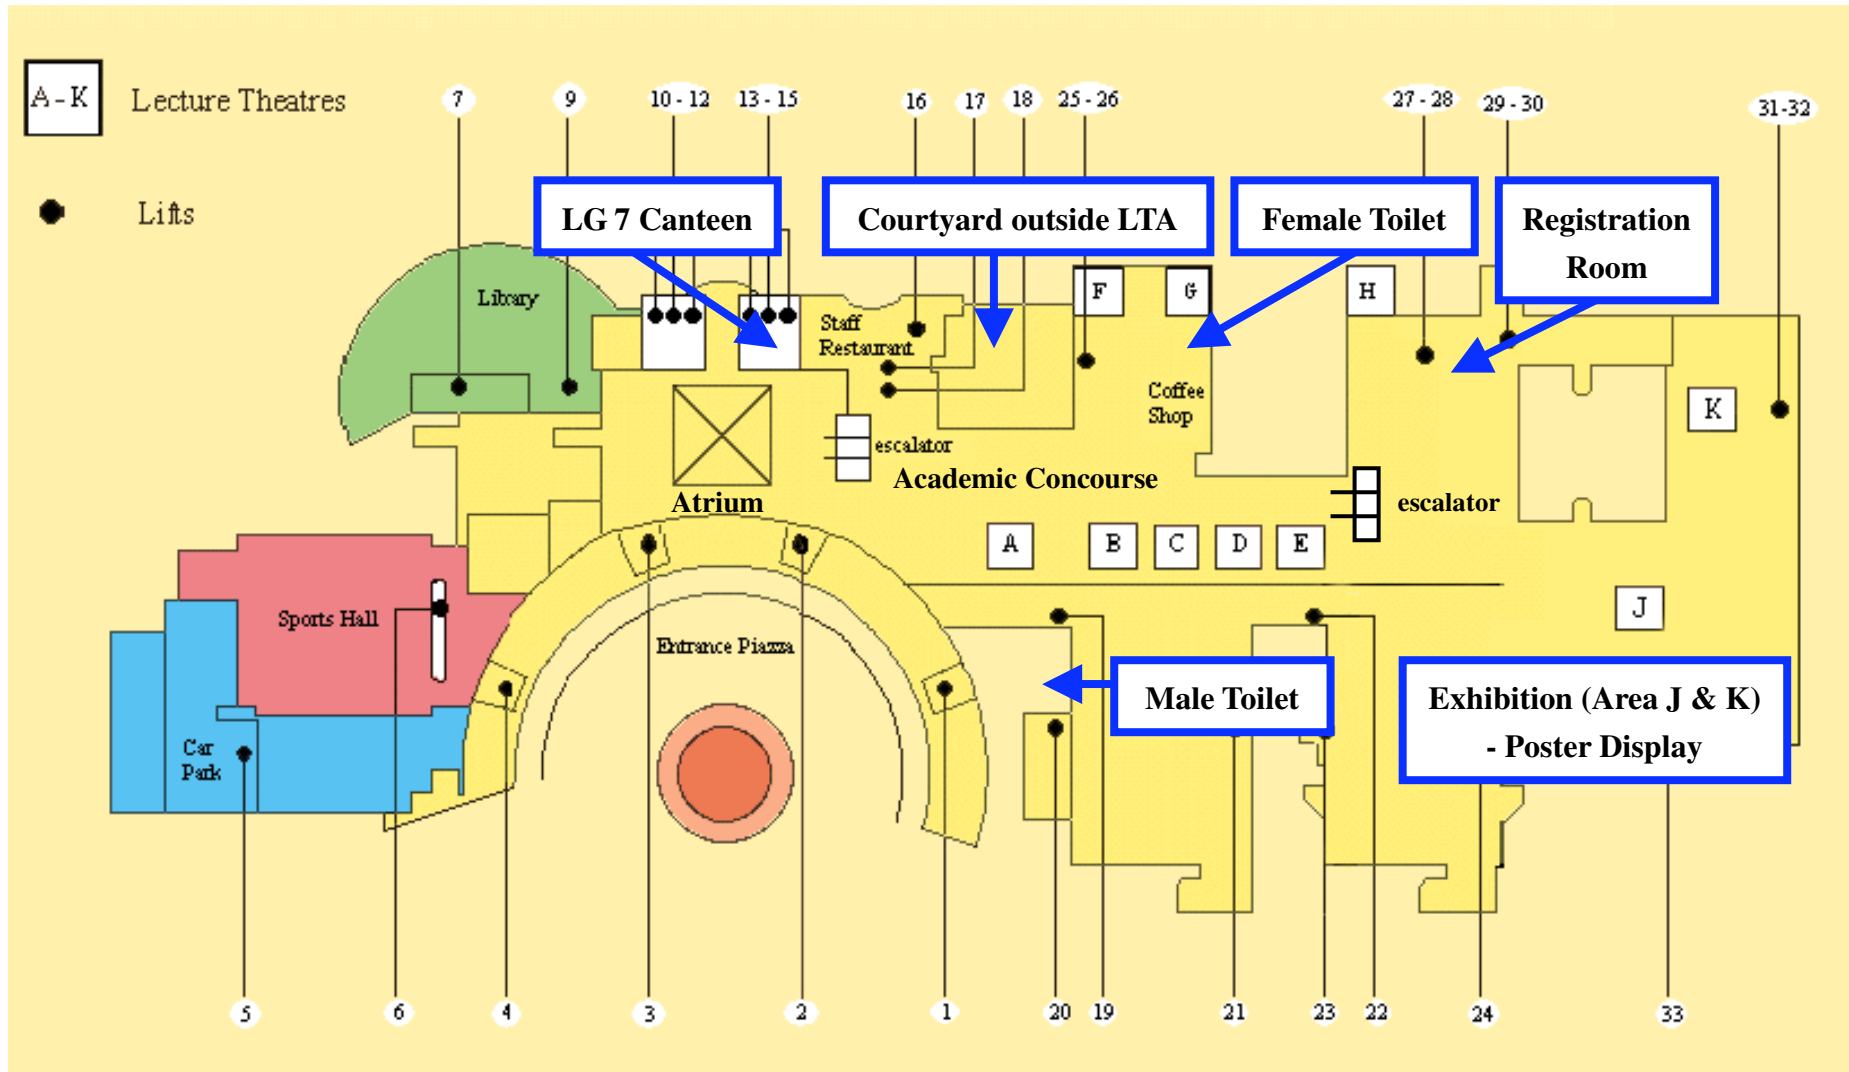 A - K
Lecture Theatres
Lifts
7
9
10 - 12
13 - 15
16
17
18
25 - 26
27 - 28
29 - 30
31-32
LG 7 Canteen
Courtyard outside LTA
Female Toilet
Registration
Room
Library
Staff
Restaurant
F
G
H
Coffee
Shop
K
escalator
Academic Concourse
Atrium
escalator
A
B
C
D
E
J
Sports Hall
Entrance Piazza
Male Toilet
Exhibition (Area J & K)
- Poster Display
Car
Park
5
6
4
3
2
1
20
19
21
23
22
24
33